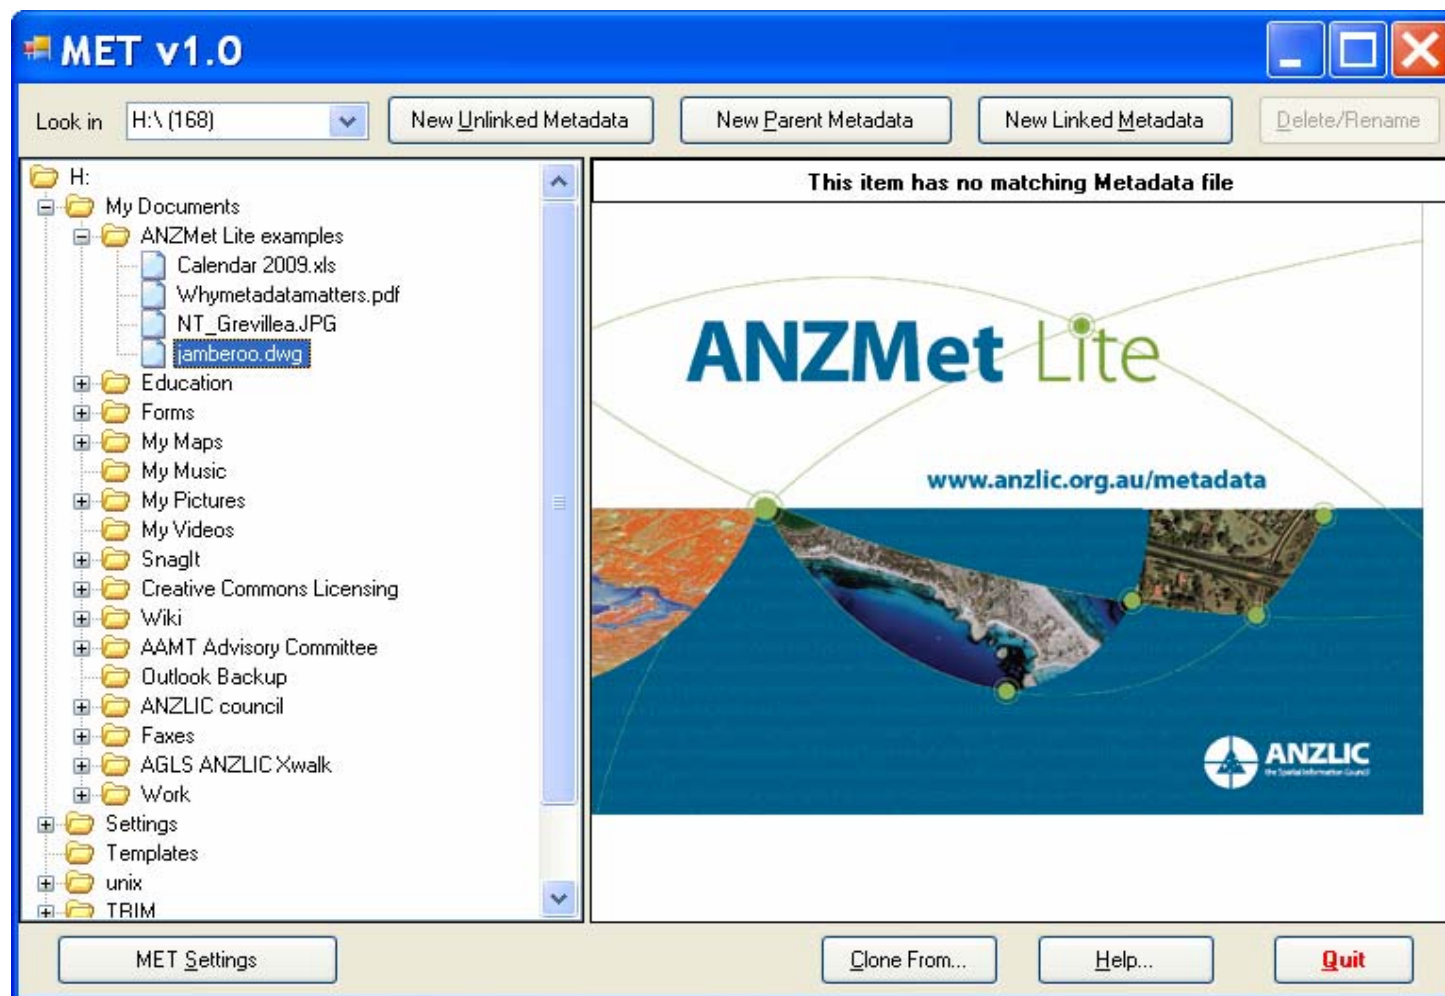 MET v1.0
Look in H:\ (168) New Unlinked Metadata New Parent Metadata New Linked Metadata Delete/Rename
H:
My Documents
ANZMet Lite examples
Calendar 2009.xls
Whymetadatamatters.pdf
NT_Grevillea.JPG
jamberoo.dwg
Education
Forms
My Maps
My Music
My Pictures
My Videos
SnagIt
Creative Commons Licensing
Wiki
AAMT Advisory Committee
Outlook Backup
ANZLIC council
Faxes
AGLS ANZLIC Xwalk
Work
Settings
Templates
unix
TRIM
This item has no matching Metadata file
ANZMet Lite
www.anzlic.org.au/metadata
ANZLIC
the Spatial Information Council
MET Settings Clone From... Help... Quit